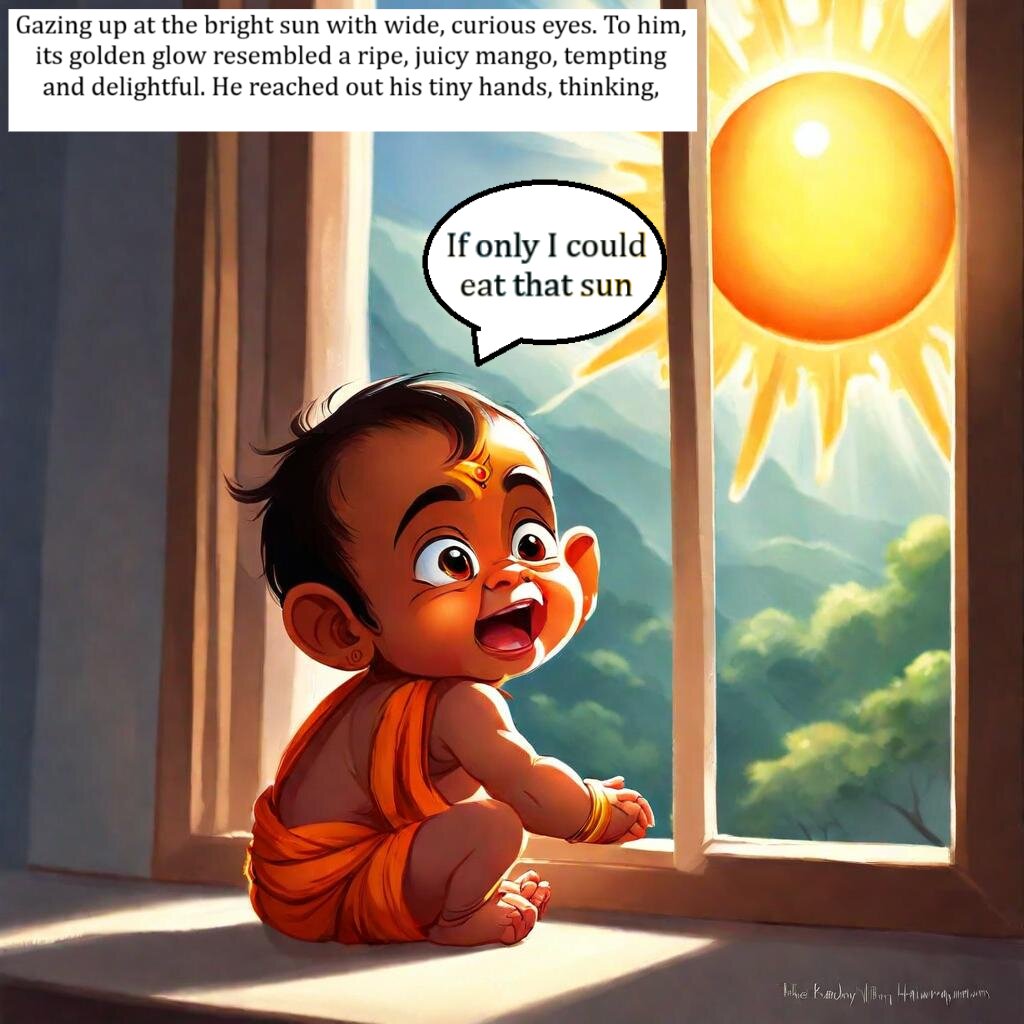 Gazing up at the bright sun with wide, curious eyes. To him,
its golden glow resembled a ripe, juicy mango, tempting
and delightful. He reached out his tiny hands, thinking,
If only I could
eat that sun